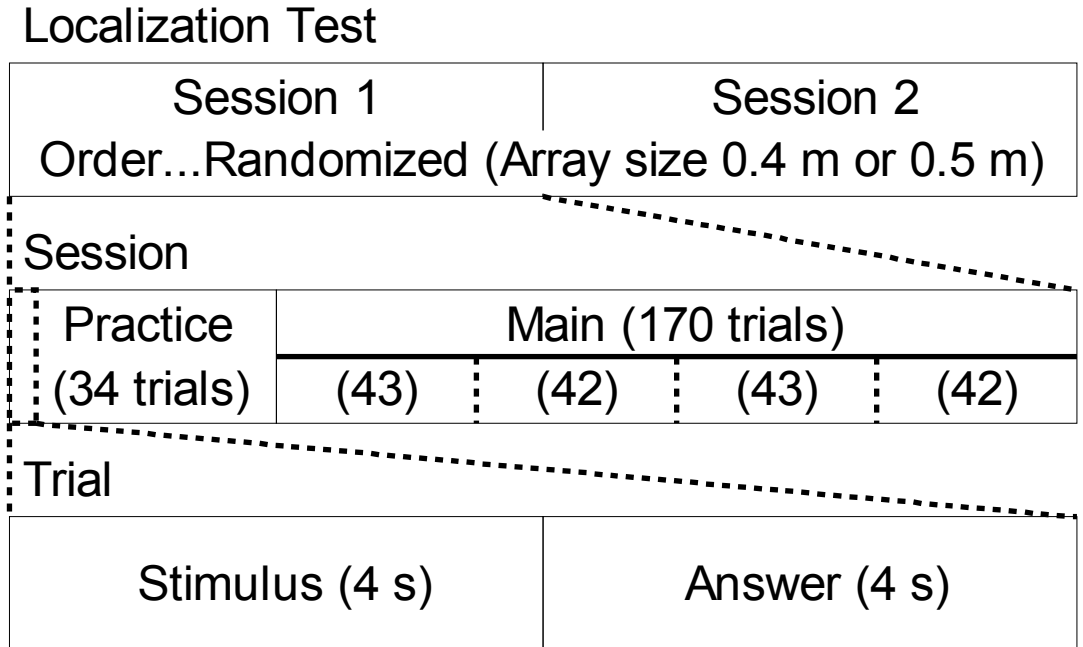 Localization Test
Session 1 Session 2
Order...Randomized (Array size 0.4 m or 0.5 m)
Session
Practice Main (170 trials)
(34 trials) (43) (42) (43) (42)
Trial
Stimulus (4 s) Answer (4 s)